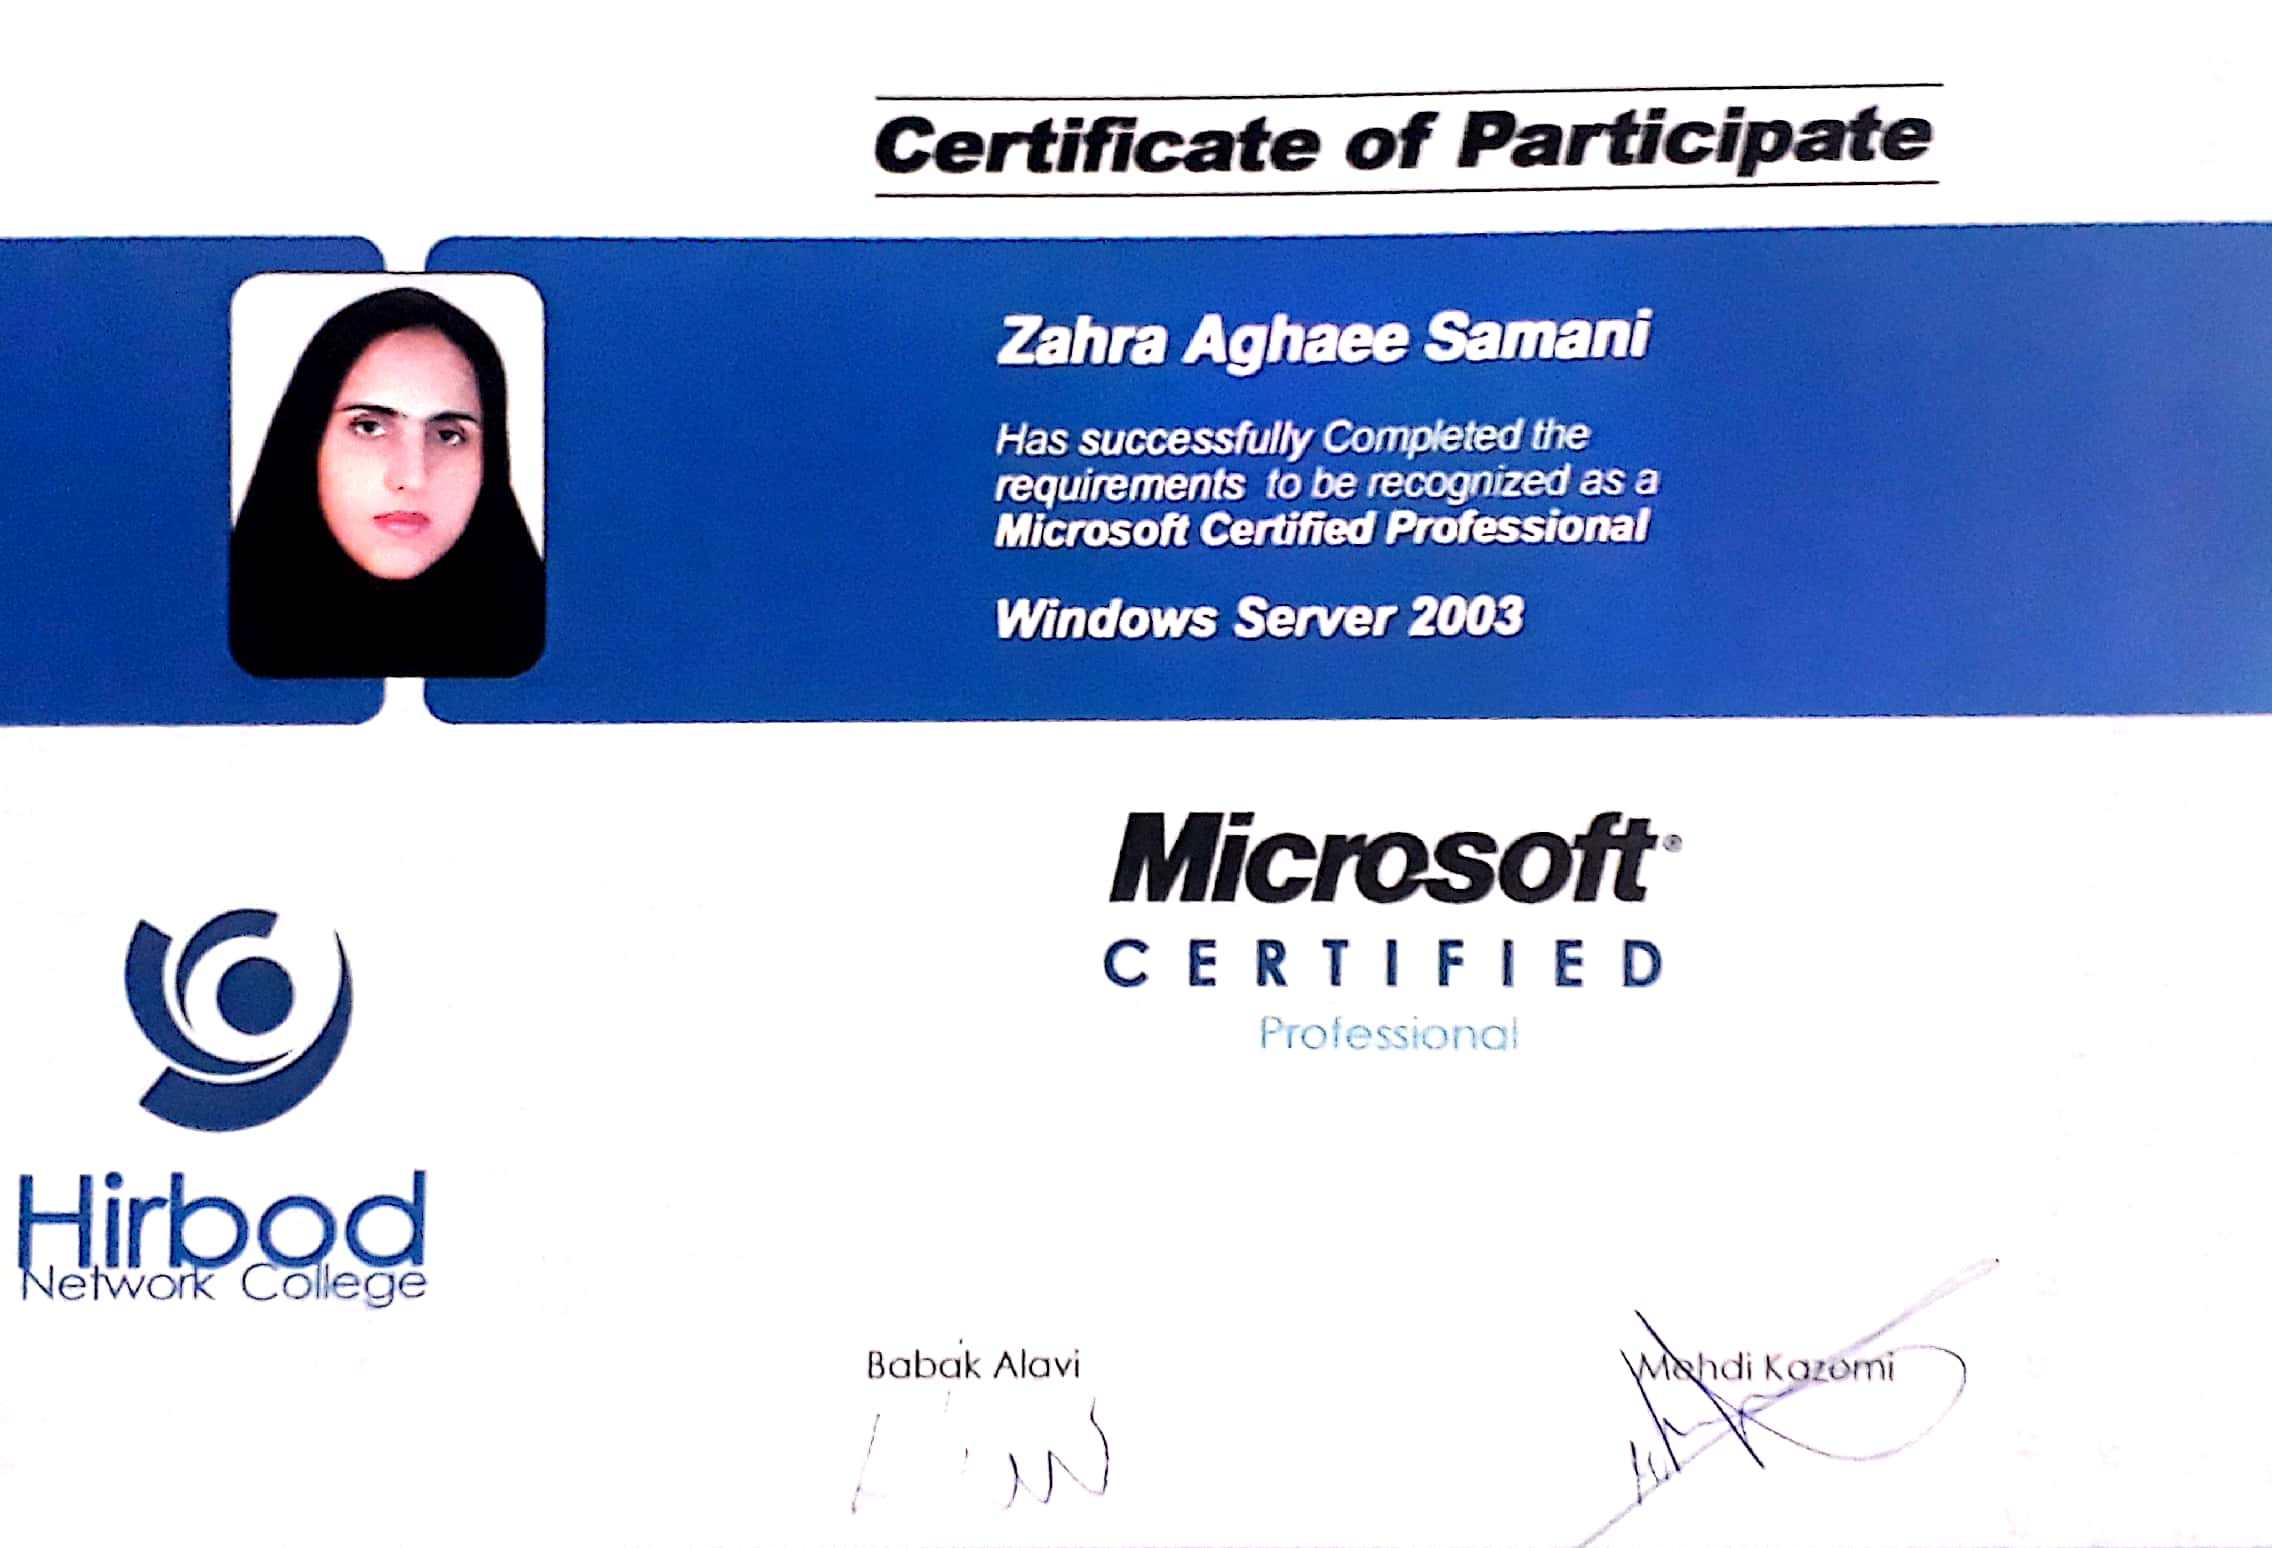 Certificate of Participate
Zahra Aghaee Samani
Has successfully Completed the
requirements to be recognized as a
Microsoft Certified Professional
Windows Server 2003
Microsoft®
CERTIFIED
Professional
Hirbod
Network College
Babak Alavi
Mehdi Kazemi